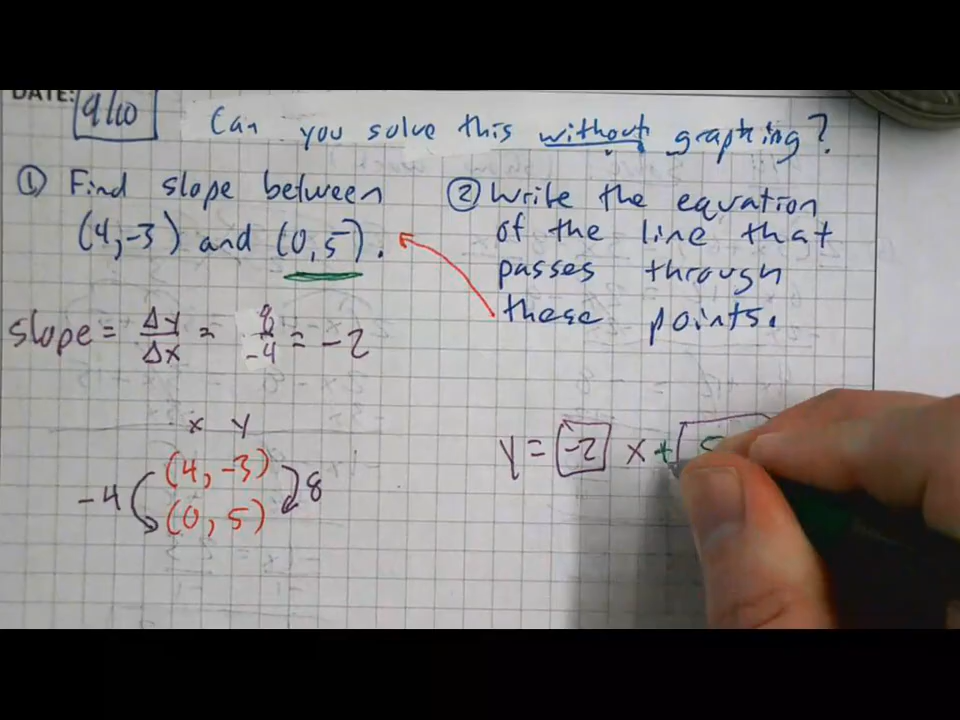 DATE:
9/10
Can you solve this without graphing?
① Find slope between
(4,-3) and (0,5).
② Write the equation
of the line that
passes through
these points.
slope = Δy/Δx = 8/-4 = -2
x y
-4 (4, -3) 8
(0, 5)
y = -2 x + 5